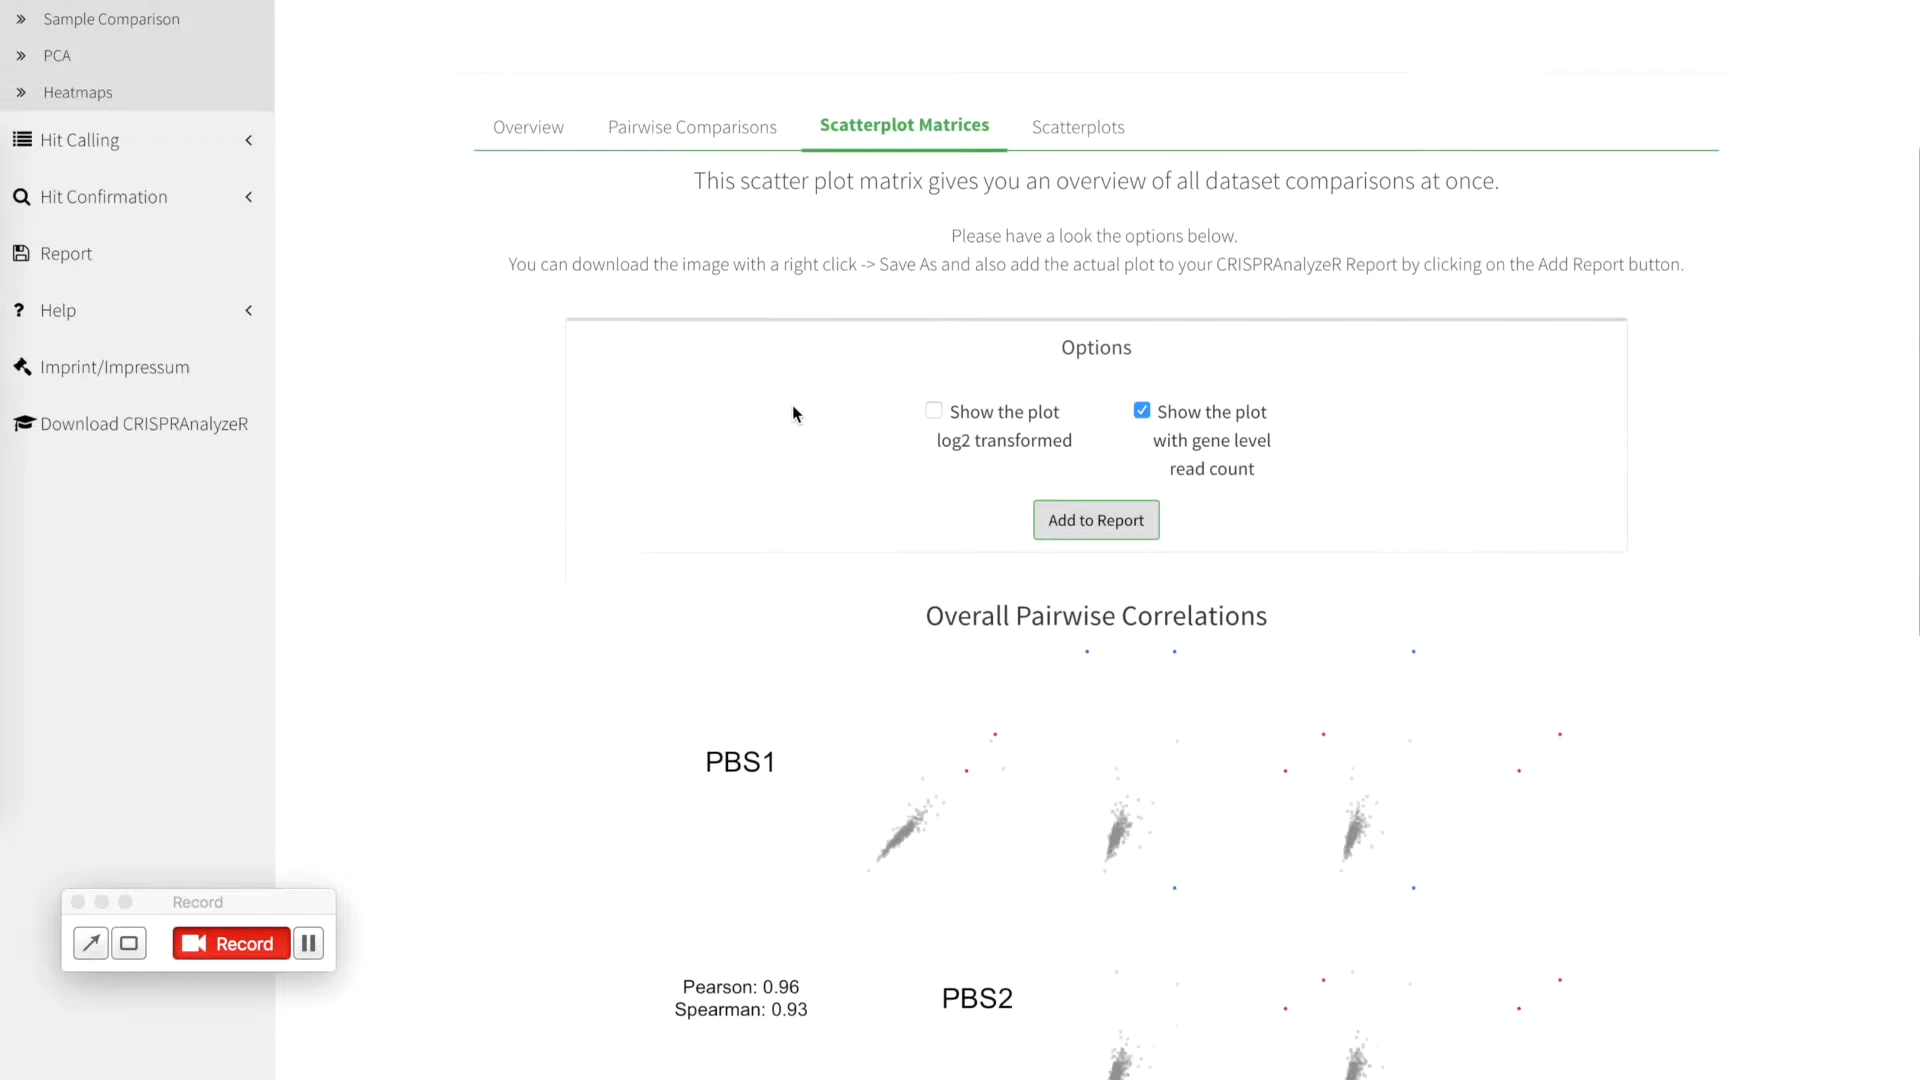 Sample Comparison
PCA
Heatmaps
Hit Calling
Hit Confirmation
Report
Help
Imprint/Impressum
Download CRISPRAnalyzeR
Overview
Pairwise Comparisons
Scatterplot Matrices
Scatterplots
This scatter plot matrix gives you an overview of all dataset comparisons at once.
Please have a look the options below.
You can download the image with a right click -> Save As and also add the actual plot to your CRISPRAnalyzeR Report by clicking on the Add Report button.
Options
Show the plot
log2 transformed
Show the plot
with gene level
read count
Add to Report
Overall Pairwise Correlations
PBS1
Pearson: 0.96
Spearman: 0.93
PBS2
Record
Record